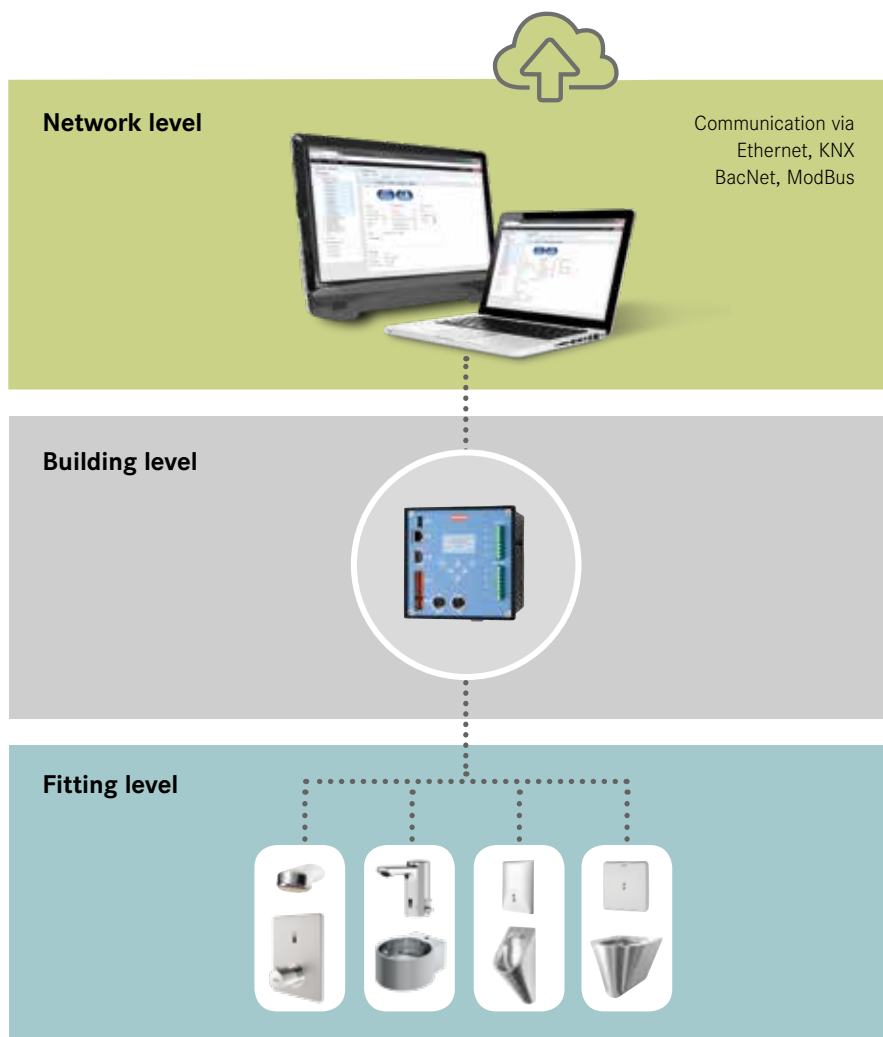 Network level
Communication via
Ethernet, KNX
BacNet, ModBus
Building level
Fitting level